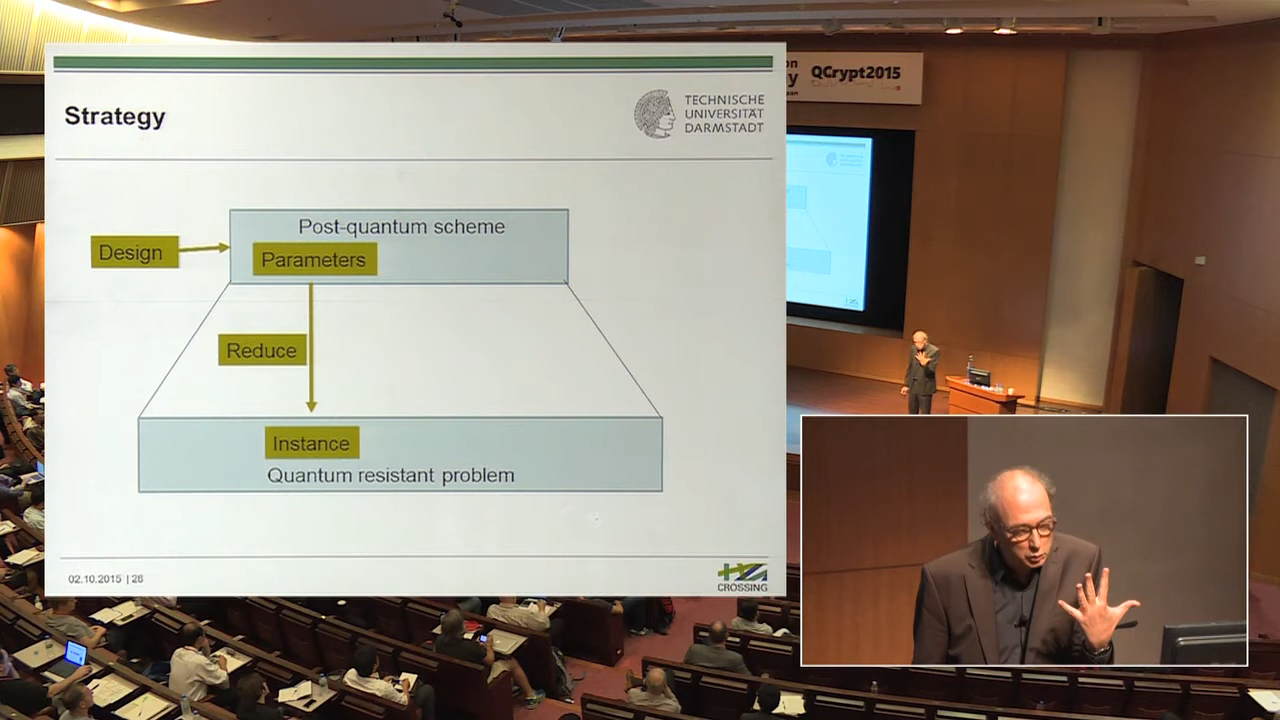 Strategy
TECHNISCHE
UNIVERSITÄT
DARMSTADT
Post-quantum scheme
Design
Parameters
Reduce
Instance
Quantum resistant problem
02.10.2015 | 28
CROSSING
QCrypt2015